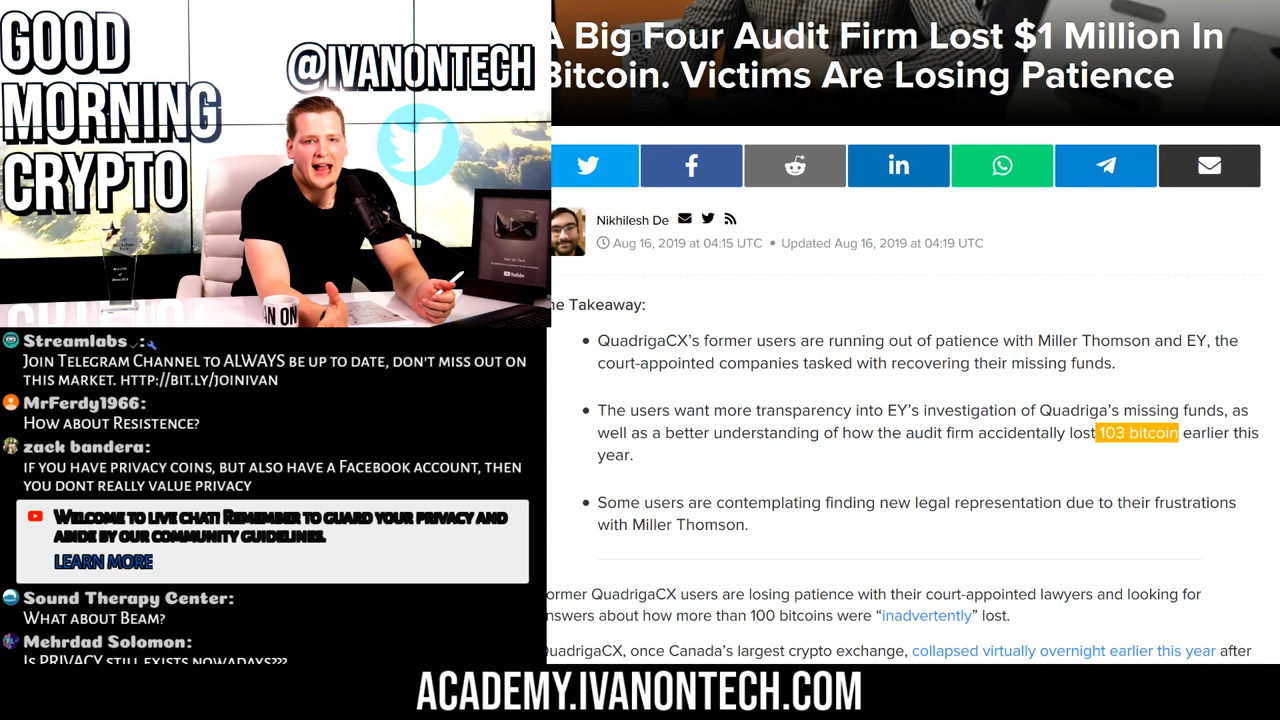 GOOD
MORNING
CRYPTO
@IVANONTECH
AN ON
YouTube
Streamlabs
JOIN TELEGRAM CHANNEL TO ALWAYS BE UP TO DATE, DON'T MISS OUT ON
THIS MARKET. HTTP://BIT.LY/JOINIVAN
MrFerdy1966:
HOW ABOUT RESISTENCE?
zack bandera:
IF YOU HAVE PRIVACY COINS, BUT ALSO HAVE A FACEBOOK ACCOUNT, THEN
YOU DONT REALLY VALUE PRIVACY
WELCOME TO LIVE CHAT! REMEMBER TO GUARD YOUR PRIVACY AND
ABIDE BY OUR COMMUNITY GUIDELINES.
LEARN MORE
Sound Therapy Center:
WHAT ABOUT BEAM?
Mehrdad Solomon:
IS PRIVACY STILL EXISTS NOWADAYS???
A Big Four Audit Firm Lost $1 Million In
Bitcoin. Victims Are Losing Patience
Nikhilesh De
Aug 16, 2019 at 04:15 UTC • Updated Aug 16, 2019 at 04:19 UTC
he Takeaway:
• QuadrigaCX's former users are running out of patience with Miller Thomson and EY, the
court-appointed companies tasked with recovering their missing funds.
• The users want more transparency into EY's investigation of Quadriga's missing funds, as
well as a better understanding of how the audit firm accidentally lost 103 bitcoin earlier this
year.
• Some users are contemplating finding new legal representation due to their frustrations
with Miller Thomson.
ormer QuadrigaCX users are losing patience with their court-appointed lawyers and looking for
nswers about how more than 100 bitcoins were “inadvertently” lost.
uadrigaCX, once Canada's largest crypto exchange, collapsed virtually overnight earlier this year after
ACADEMY.IVANONTECH.COM